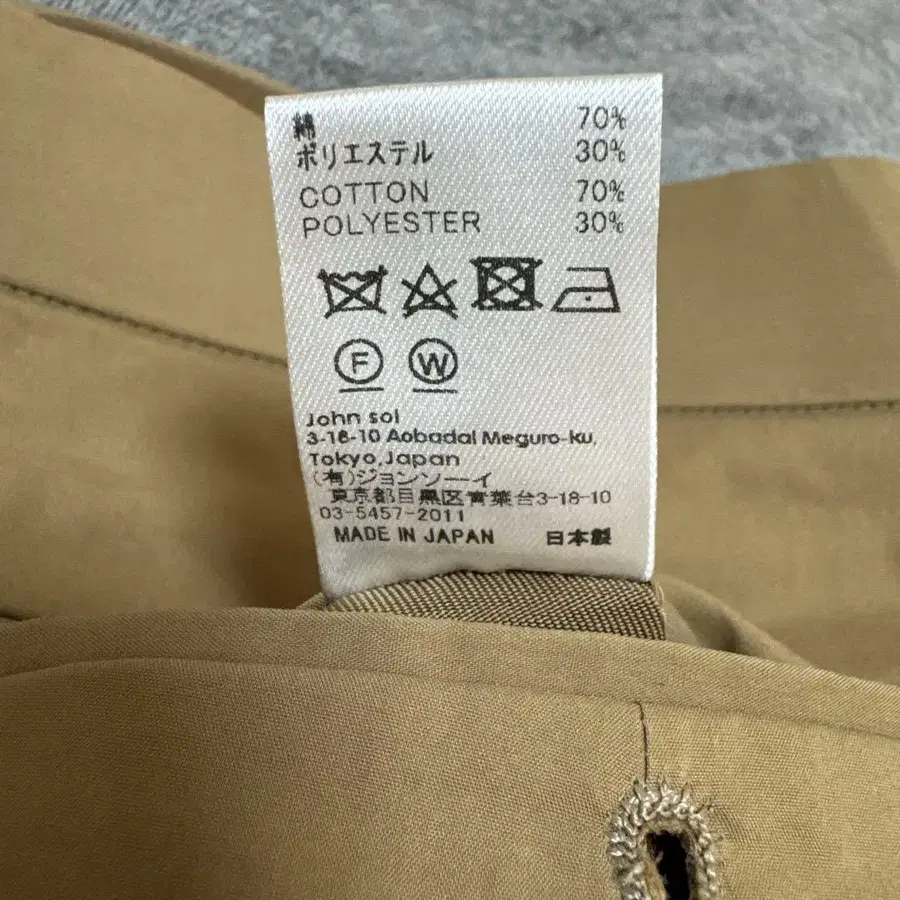 綿 70%
ポリエステル 30%
COTTON 70%
POLYESTER 30%
F W
John sol
3-18-10 Aobadai Meguro-ku,
Tokyo,Japan
(有)ジョンソーイ
東京都目黒区青葉台3-18-10
03-5457-2011
MADE IN JAPAN 日本製